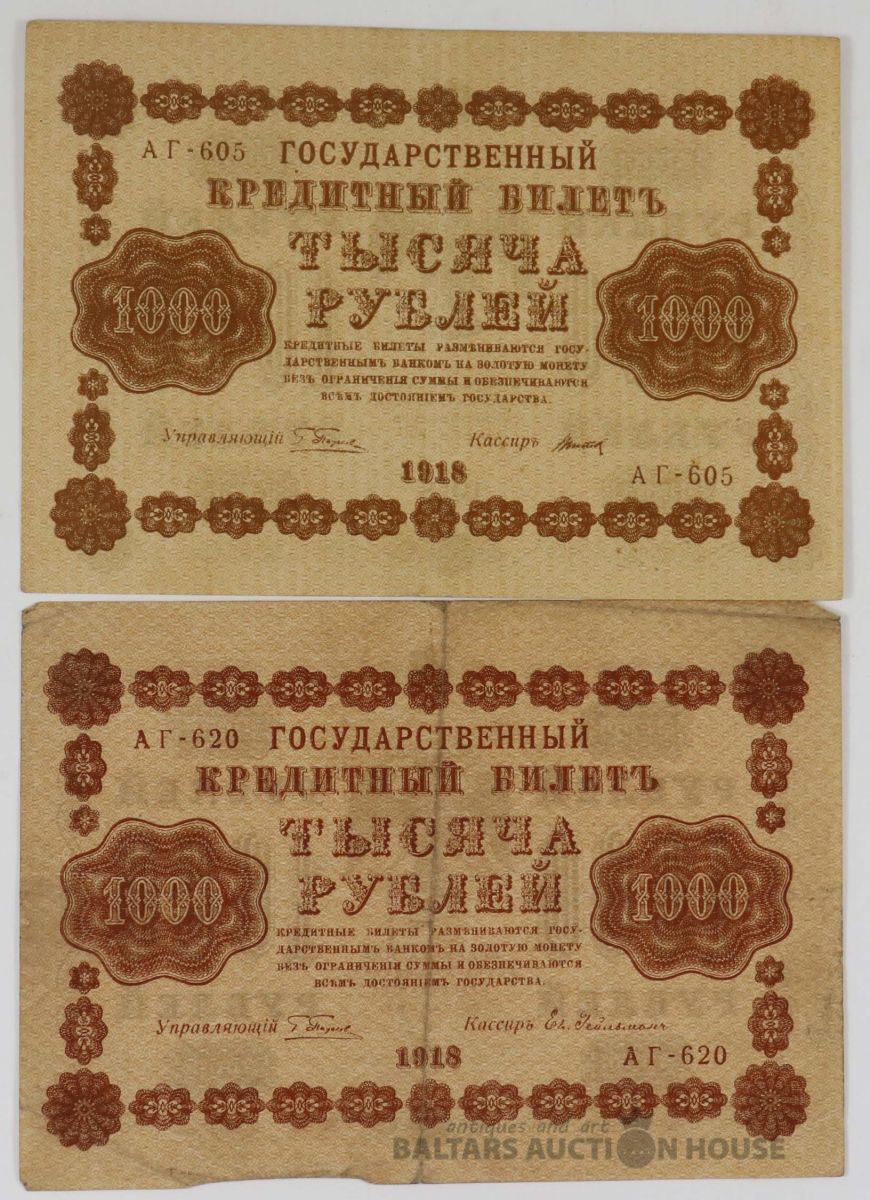 АГ-605 ГОСУДАРСТВЕННЫЙ
КРЕДИТНЫЙ БИЛЕТЪ
ТЫСЯЧА
1000 РУБЛЕЙ 1000
КРЕДИТНЫЕ БИЛЕТЫ РАЗМѢНИВАЮТСЯ ГОСУ-
ДАРСТВЕННЫМЪ БАНКОМЪ НА ЗОЛОТУЮ МОНЕТУ
БЕЗЪ ОГРАНИЧЕНІЯ СУММЫ И ОБЕЗПЕЧИВАЮТСЯ
ВСѢМЪ ДОСТОЯНІЕМЪ ГОСУДАРСТВА.
Управляющій Кассиръ
1918 АГ-605
АГ-620 ГОСУДАРСТВЕННЫЙ
КРЕДИТНЫЙ БИЛЕТЪ
ТЫСЯЧА
1000 РУБЛЕЙ 1000
КРЕДИТНЫЕ БИЛЕТЫ РАЗМѢНИВАЮТСЯ ГОСУ-
ДАРСТВЕННЫМЪ БАНКОМЪ НА ЗОЛОТУЮ МОНЕТУ
БЕЗЪ ОГРАНИЧЕНІЯ СУММЫ И ОБЕЗПЕЧИВАЮТСЯ
ВСѢМЪ ДОСТОЯНІЕМЪ ГОСУДАРСТВА.
Управляющій Кассиръ
1918 АГ-620
antiques and art
BALTARS AUCTION HOUSE